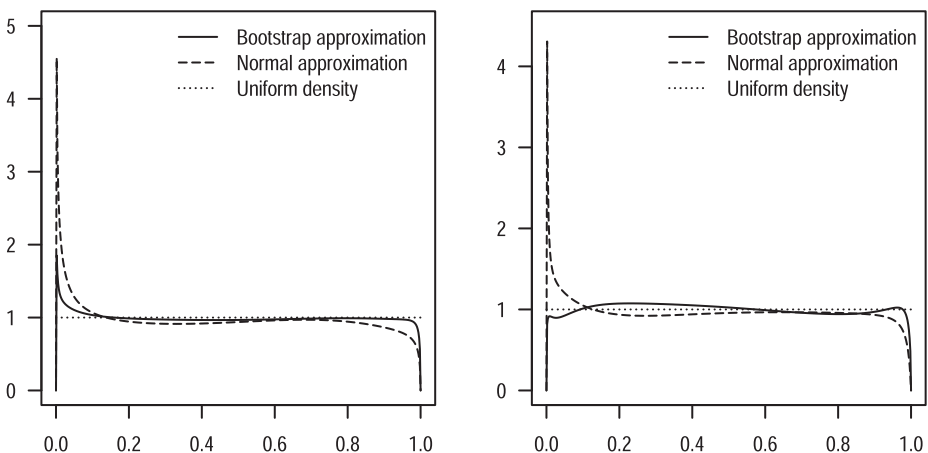 5
4
3
2
1
0
Bootstrap approximation
Normal approximation
Uniform density
0.0 0.2 0.4 0.6 0.8 1.0
4
3
2
1
0
Bootstrap approximation
Normal approximation
Uniform density
0.0 0.2 0.4 0.6 0.8 1.0